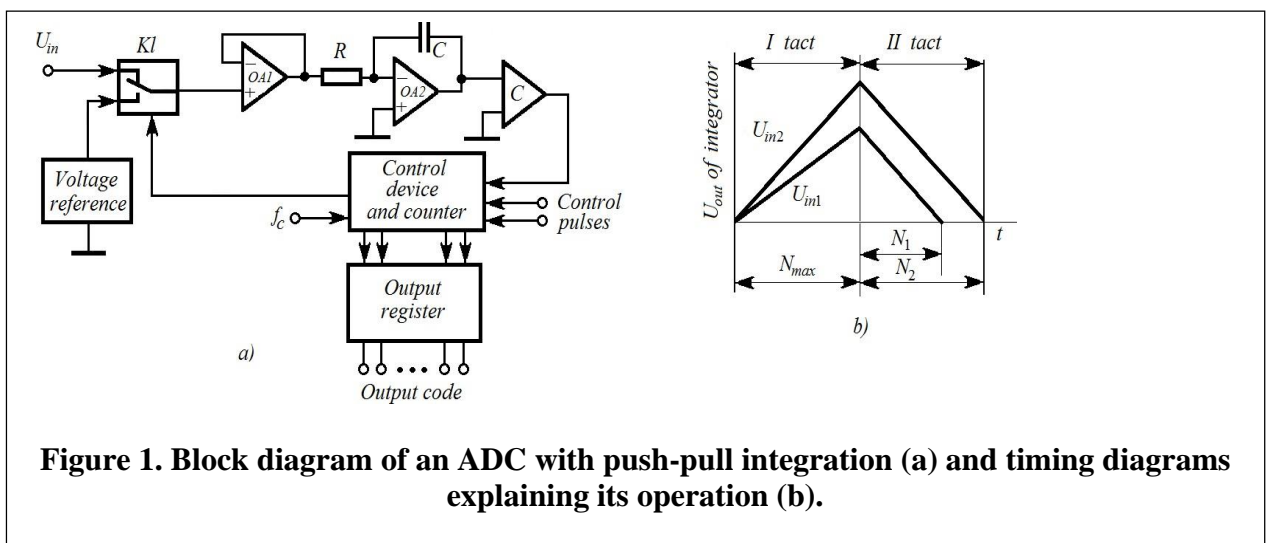 U_in
Kl
OA1
R
C
OA2
C
I tact
II tact
U_out of integrator
U_in2
U_in1
t
N_1
N_max
N_2
b)
Voltage
reference
Control
device
and counter
f_c
Control
pulses
Output
register
a)
Output code
Figure 1. Block diagram of an ADC with push-pull integration (a) and timing diagrams
explaining its operation (b).